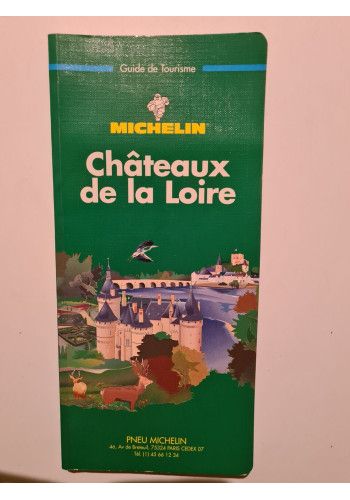 Guide de Tourisme
MICHELIN
Châteaux
de la Loire
PNEU MICHELIN
46, Av de Breteuil, 75324 PARIS CEDEX 07
Tél. (1) 45 66 12 34